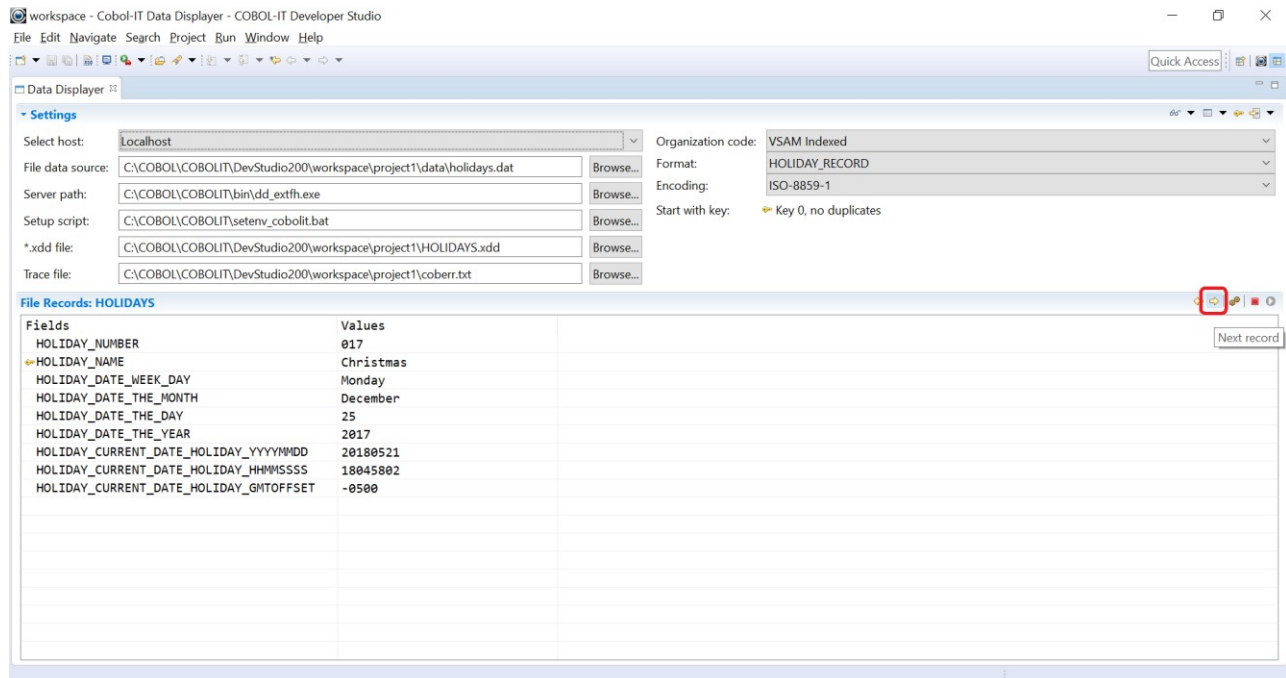 workspace - Cobol-IT Data Displayer - COBOL-IT Developer Studio
File Edit Navigate Search Project Run Window Help
Quick Access
Data Displayer
Settings
Select host: Localhost
Organization code: VSAM Indexed
File data source: C:\COBOL\COBOLIT\DevStudio200\workspace\project1\data\holidays.dat Browse...
Format: HOLIDAY_RECORD
Server path: C:\COBOL\COBOLIT\bin\dd_extfh.exe Browse...
Encoding: ISO-8859-1
Setup script: C:\COBOL\COBOLIT\setenv_cobolit.bat Browse...
Start with key: Key 0, no duplicates
*.xdd file: C:\COBOL\COBOLIT\DevStudio200\workspace\project1\HOLIDAYS.xdd Browse...
Trace file: C:\COBOL\COBOLIT\DevStudio200\workspace\project1\coberr.txt Browse...
File Records: HOLIDAYS
Next record
Fields Values
HOLIDAY_NUMBER 017
HOLIDAY_NAME Christmas
HOLIDAY_DATE_WEEK_DAY Monday
HOLIDAY_DATE_THE_MONTH December
HOLIDAY_DATE_THE_DAY 25
HOLIDAY_DATE_THE_YEAR 2017
HOLIDAY_CURRENT_DATE_HOLIDAY_YYYYMMDD 20180521
HOLIDAY_CURRENT_DATE_HOLIDAY_HHMMSSSS 18045802
HOLIDAY_CURRENT_DATE_HOLIDAY_GMTOFFSET -0500